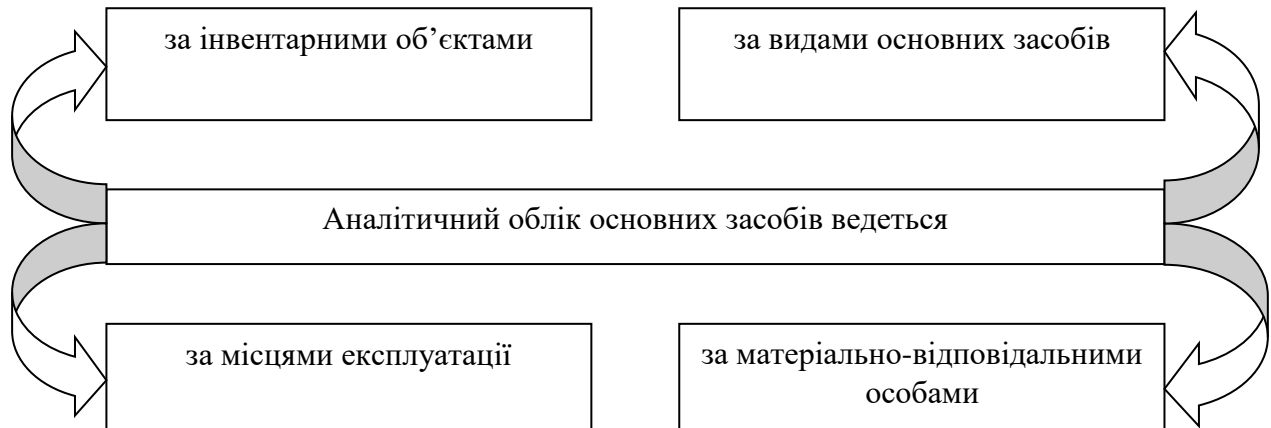 за інвентарними об’єктами
за видами основних засобів
Аналітичний облік основних засобів ведеться
за місцями експлуатації
за матеріально-відповідальними
особами